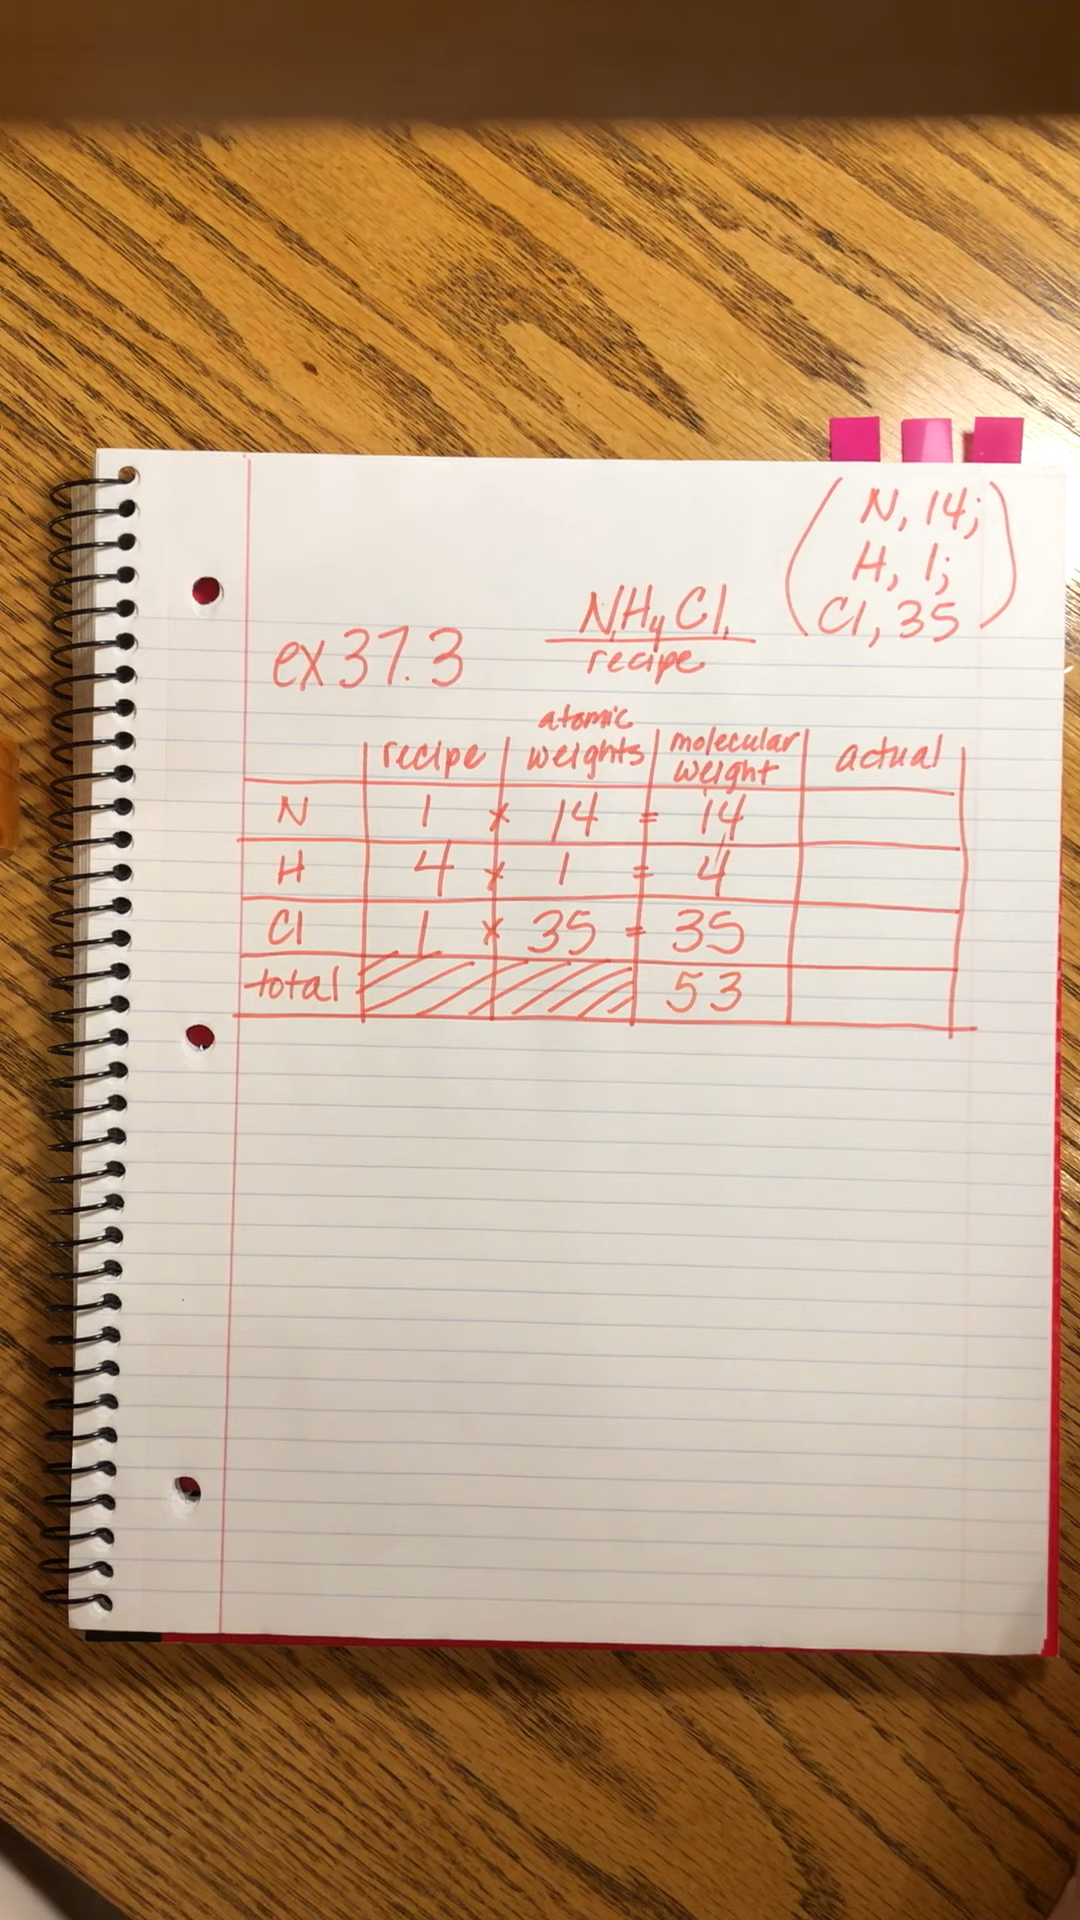 (N, 14;
H, 1;
Cl, 35)
N₁H₄Cl₁
recipe
ex 37.3
recipe atomic weights molecular weight actual
N 1 × 14 = 14
H 4 × 1 = 4
Cl 1 × 35 = 35
total 53